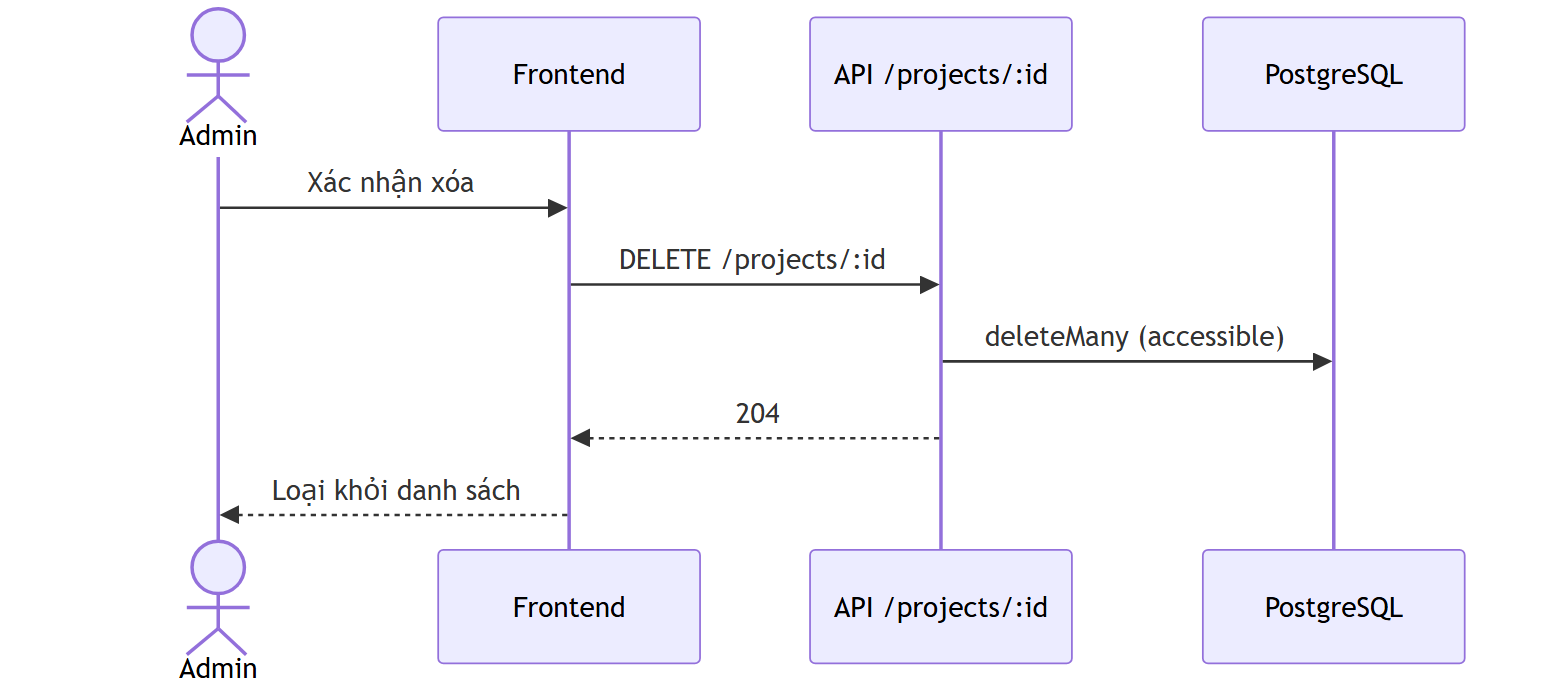 Admin
Frontend
API /projects/:id
PostgreSQL
Xác nhận xóa
DELETE /projects/:id
deleteMany (accessible)
204
Loại khỏi danh sách
Admin
Frontend
API /projects/:id
PostgreSQL